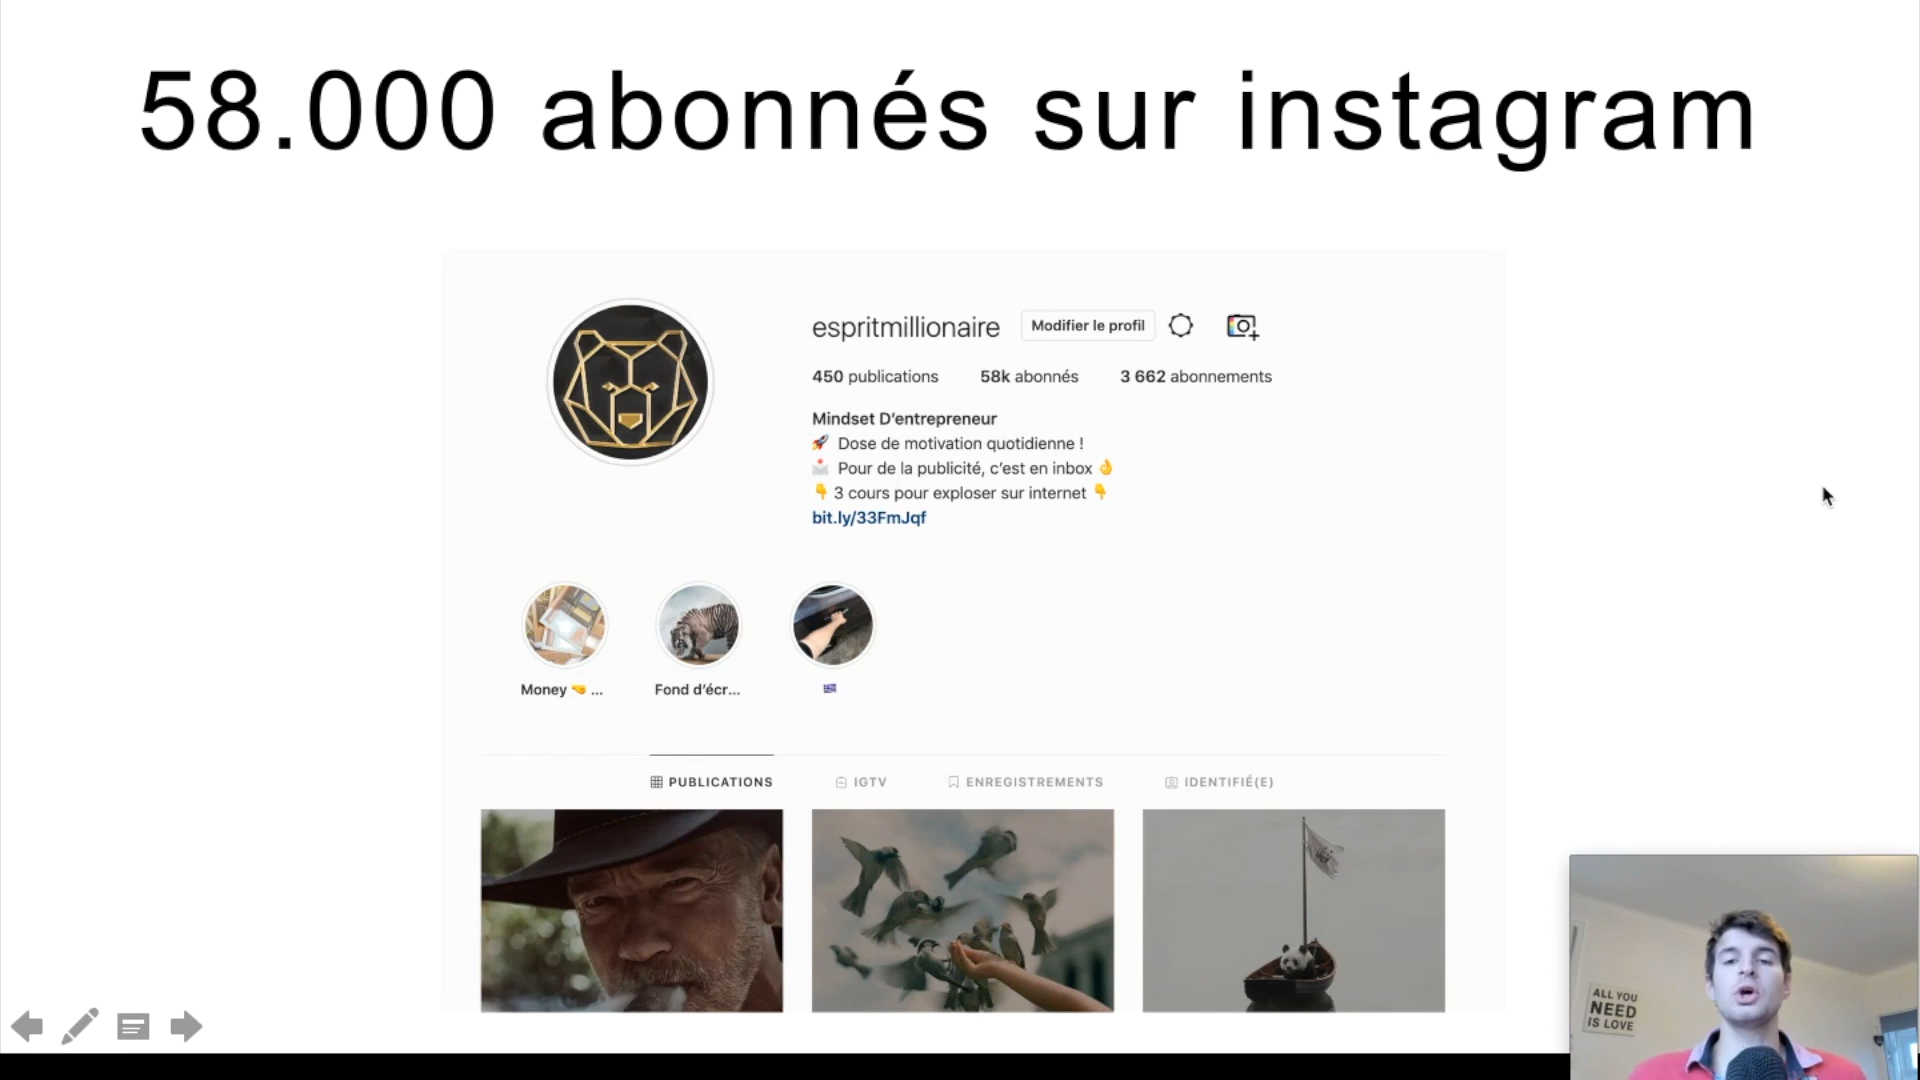 58.000 abonnés sur instagram
espritmillionaire Modifier le profil
450 publications 58k abonnés 3 662 abonnements
Mindset D'entrepreneur
🚀 Dose de motivation quotidienne !
📩 Pour de la publicité, c'est en inbox 👌
👇 3 cours pour exploser sur internet 👇
bit.ly/33FmJqf
Money 🤜 ... Fond d'écr... 🇬🇷
PUBLICATIONS IGTV ENREGISTREMENTS IDENTIFIÉ(E)
ALL YOU
NEED
IS LOVE